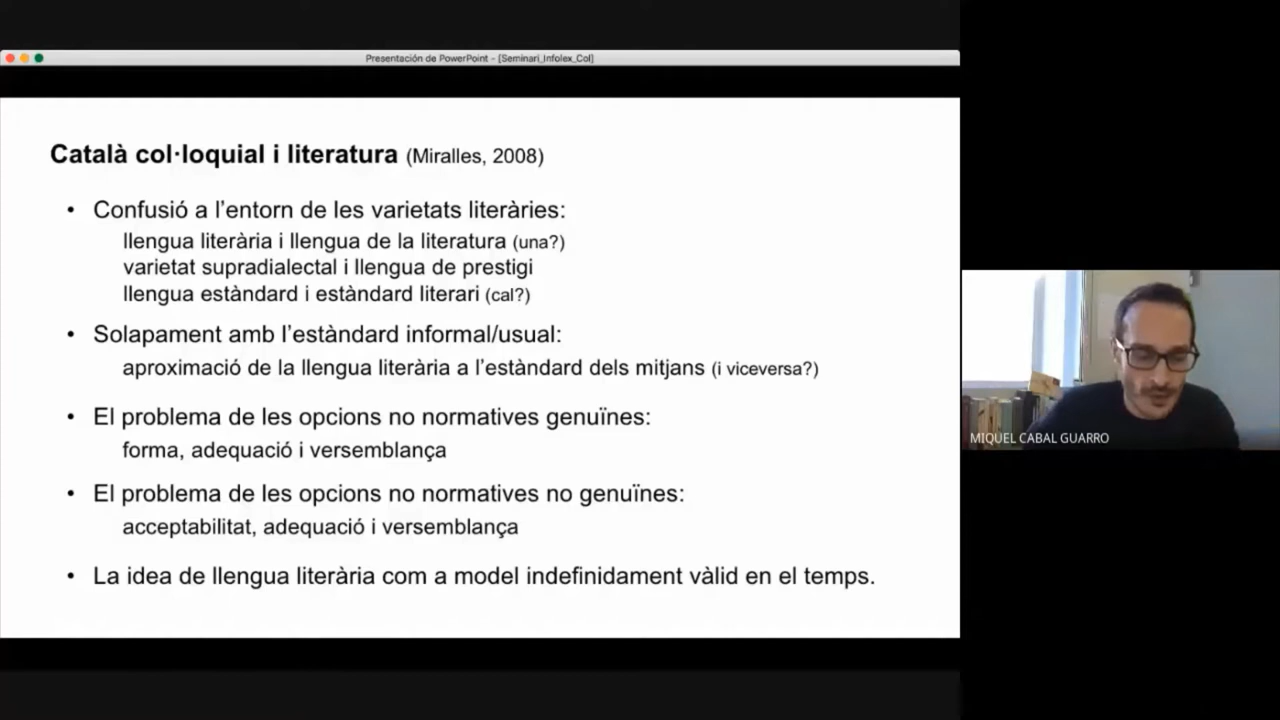 Presentación de PowerPoint - [Seminari_Infolex_Col]
Català col·loquial i literatura (Miralles, 2008)
• Confusió a l’entorn de les varietats literàries:
llengua literària i llengua de la literatura (una?)
varietat supradialectal i llengua de prestigi
llengua estàndard i estàndard literari (cal?)
• Solapament amb l’estàndard informal/usual:
aproximació de la llengua literària a l’estàndard dels mitjans (i viceversa?)
• El problema de les opcions no normatives genuïnes:
forma, adequació i versemblança
• El problema de les opcions no normatives no genuïnes:
acceptabilitat, adequació i versemblança
• La idea de llengua literària com a model indefinidament vàlid en el temps.
MIQUEL CABAL GUARRO